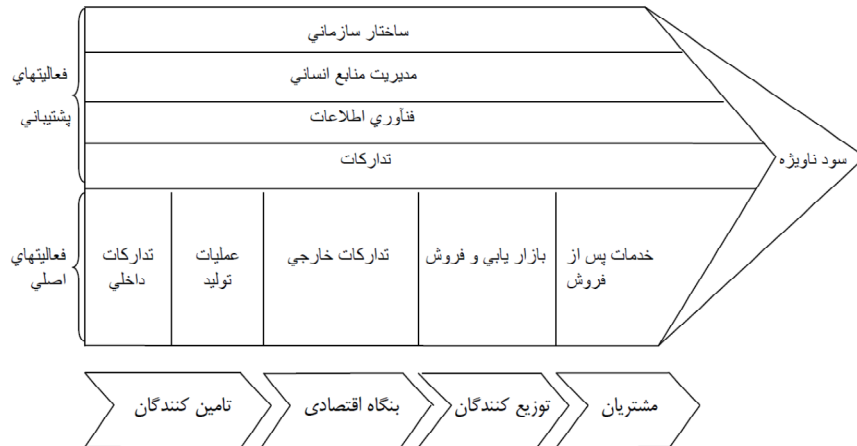 ساختار سازماني
مديريت منابع انساني
فنآوري اطلاعات
تداركات
فعاليتهاي
پشتيباني
سود ناويژه
فعاليتهاي
اصلي
تداركات
داخلي
عمليات
توليد
تداركات خارجي
بازار يابي و فروش
خدمات پس از
فروش
تامین کنندگان
بنگاه اقتصادی
توزیع کنندگان
مشتریان